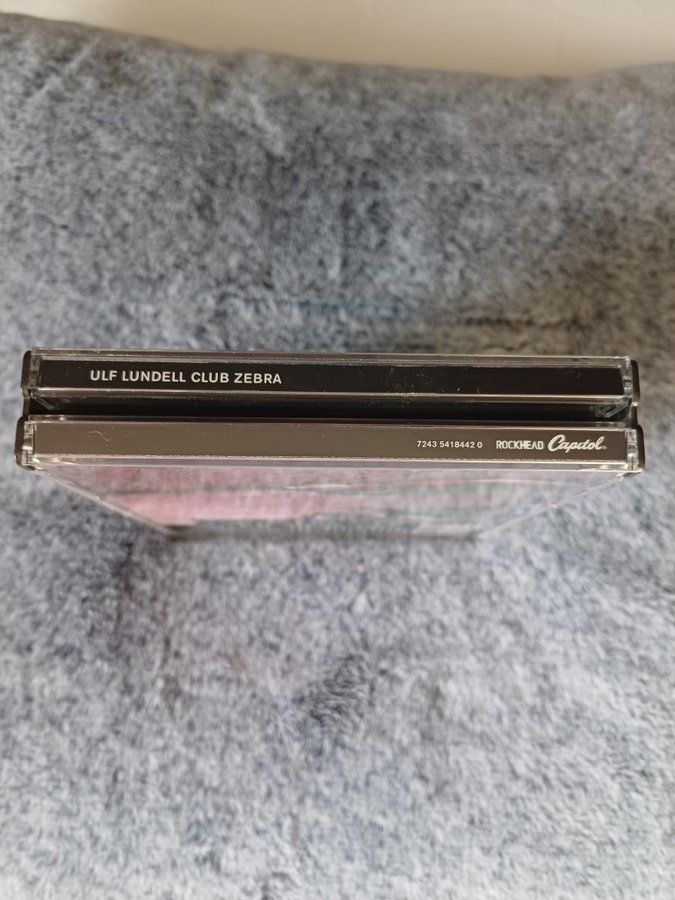 ULF LUNDELL CLUB ZEBRA
7243 5418442 0 ROCKHEAD Capitol